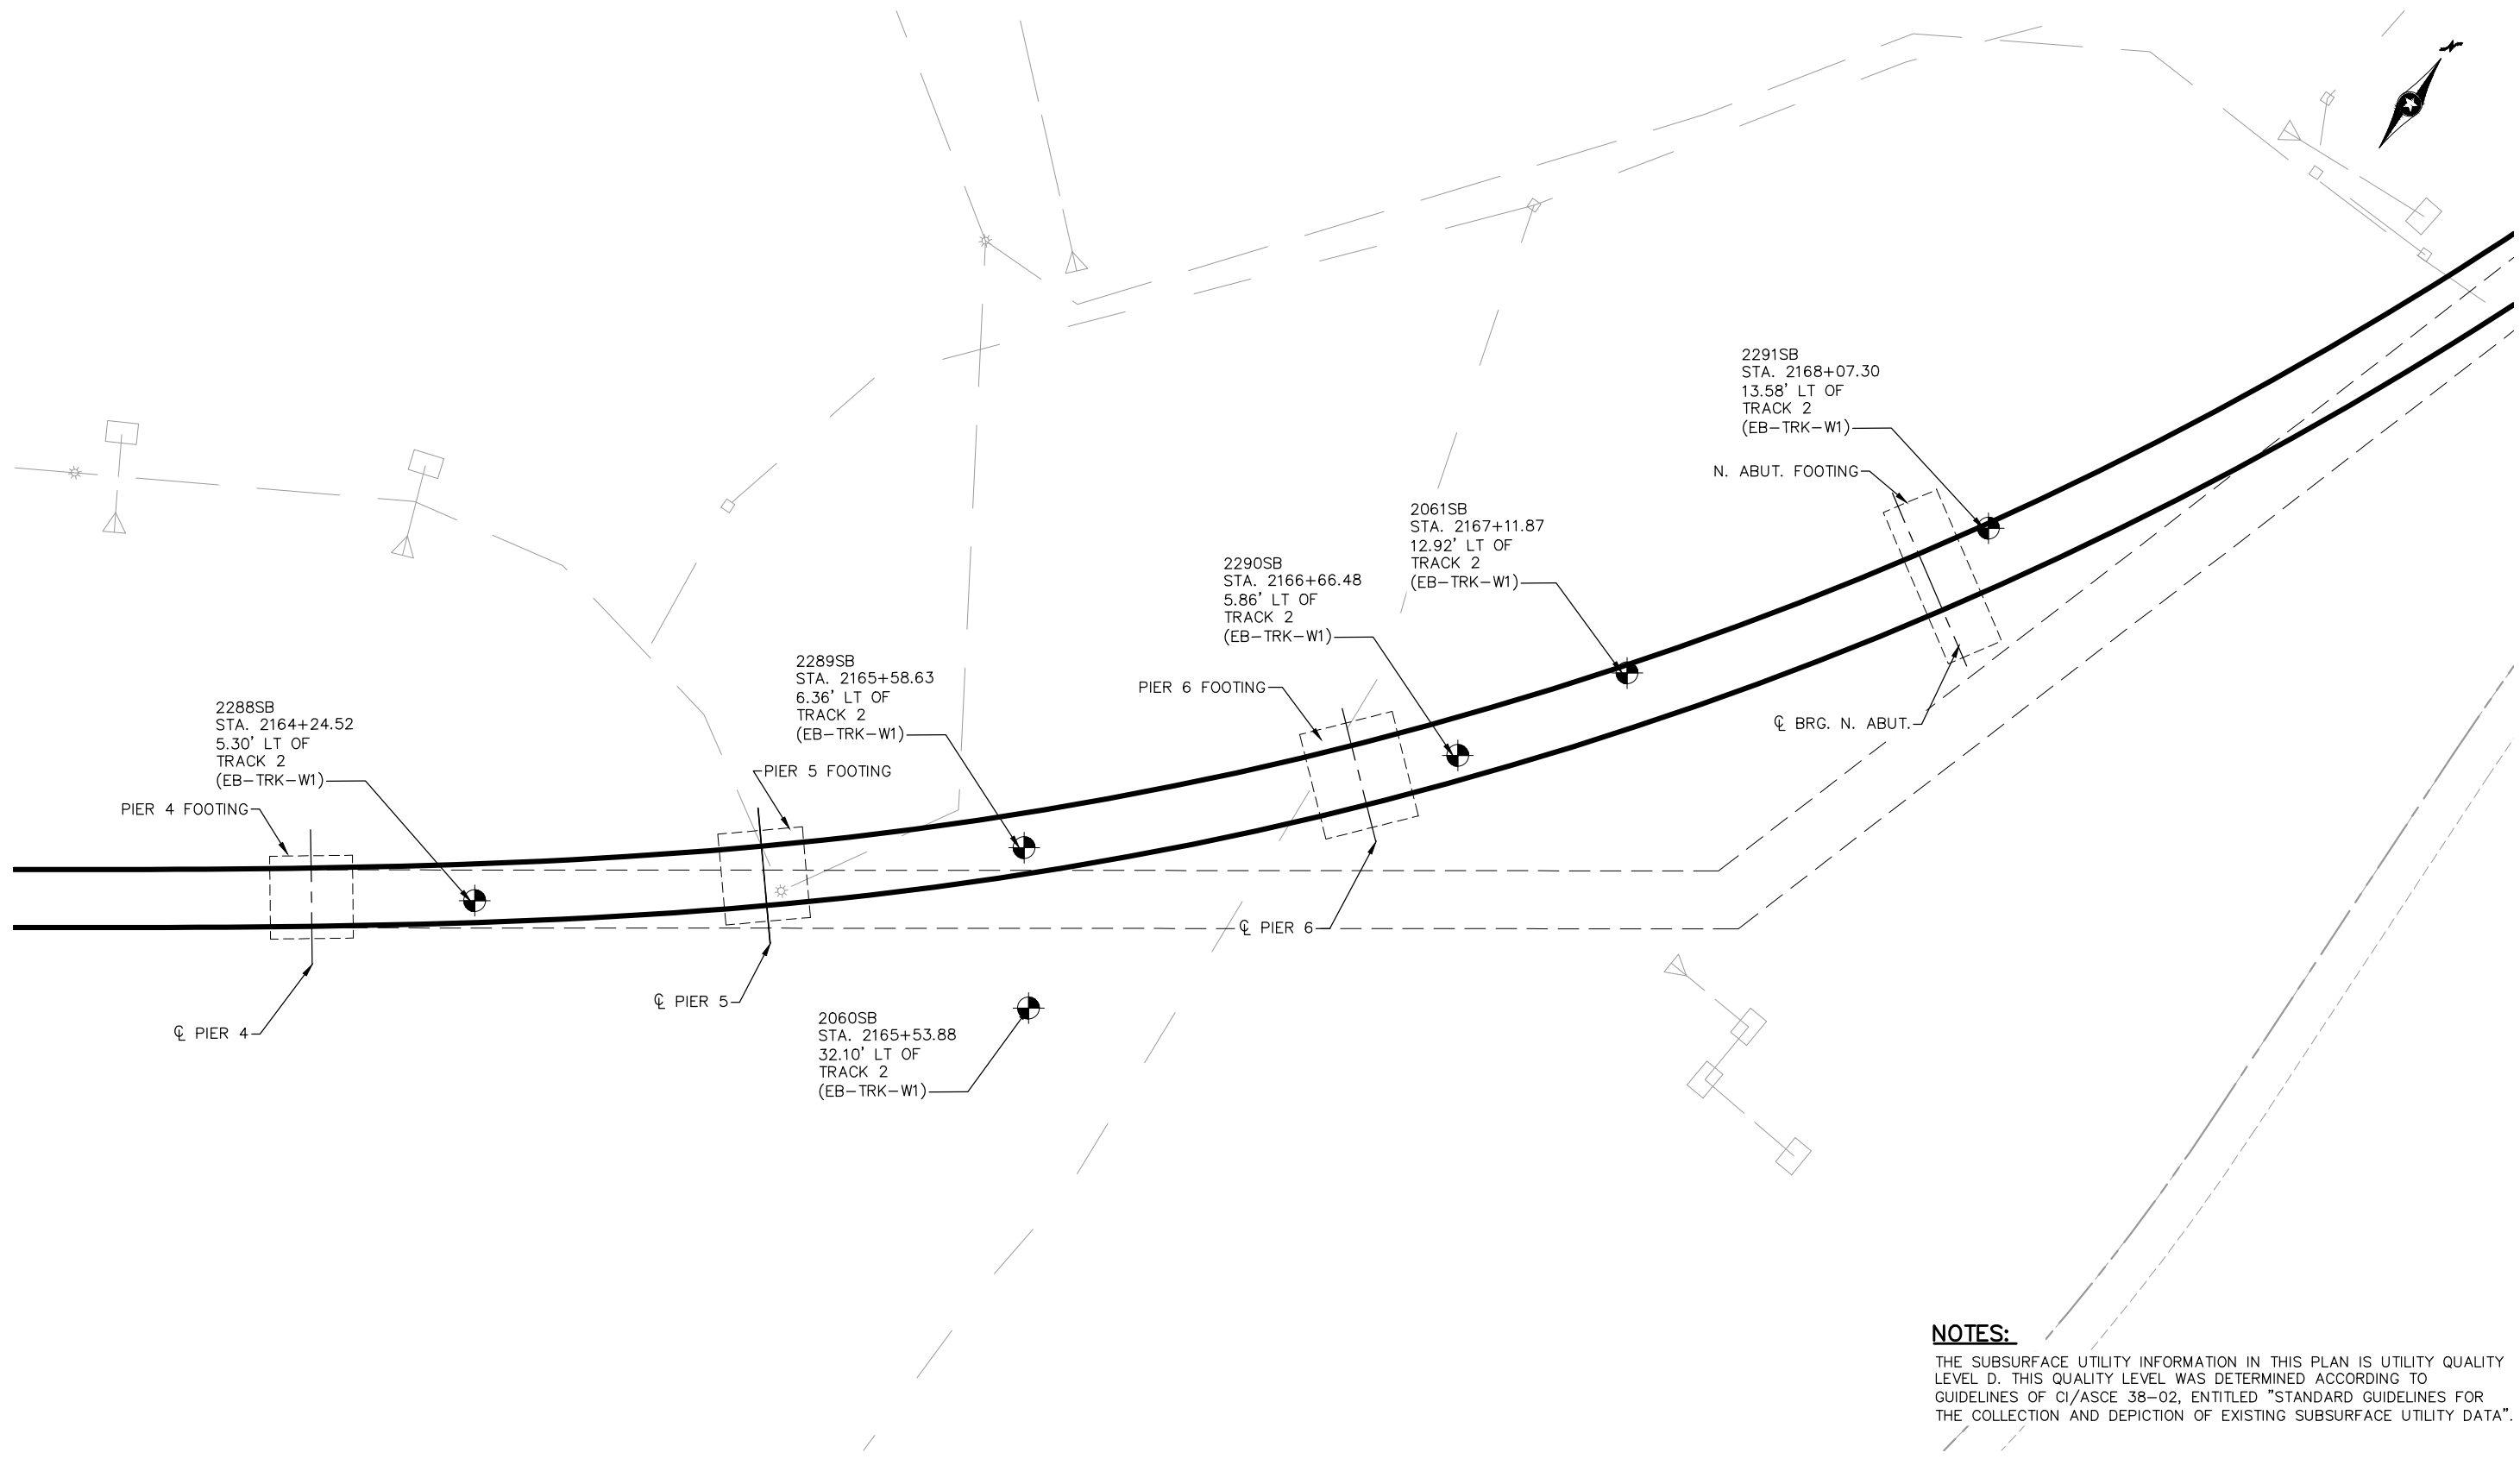 N
2291SB
STA. 2168+07.30
13.58' LT OF
TRACK 2
(EB-TRK-W1)
N. ABUT. FOOTING
2061SB
STA. 2167+11.87
12.92' LT OF
TRACK 2
(EB-TRK-W1)
2290SB
STA. 2166+66.48
5.86' LT OF
TRACK 2
(EB-TRK-W1)
PIER 6 FOOTING
2289SB
STA. 2165+58.63
6.36' LT OF
TRACK 2
(EB-TRK-W1)
PIER 5 FOOTING
2288SB
STA. 2164+24.52
5.30' LT OF
TRACK 2
(EB-TRK-W1)
PIER 4 FOOTING
℄ BRG. N. ABUT.
℄ PIER 6
℄ PIER 5
℄ PIER 4
2060SB
STA. 2165+53.88
32.10' LT OF
TRACK 2
(EB-TRK-W1)
NOTES:
THE SUBSURFACE UTILITY INFORMATION IN THIS PLAN IS UTILITY QUALITY
LEVEL D. THIS QUALITY LEVEL WAS DETERMINED ACCORDING TO
GUIDELINES OF CI/ASCE 38-02, ENTITLED "STANDARD GUIDELINES FOR
THE COLLECTION AND DEPICTION OF EXISTING SUBSURFACE UTILITY DATA".